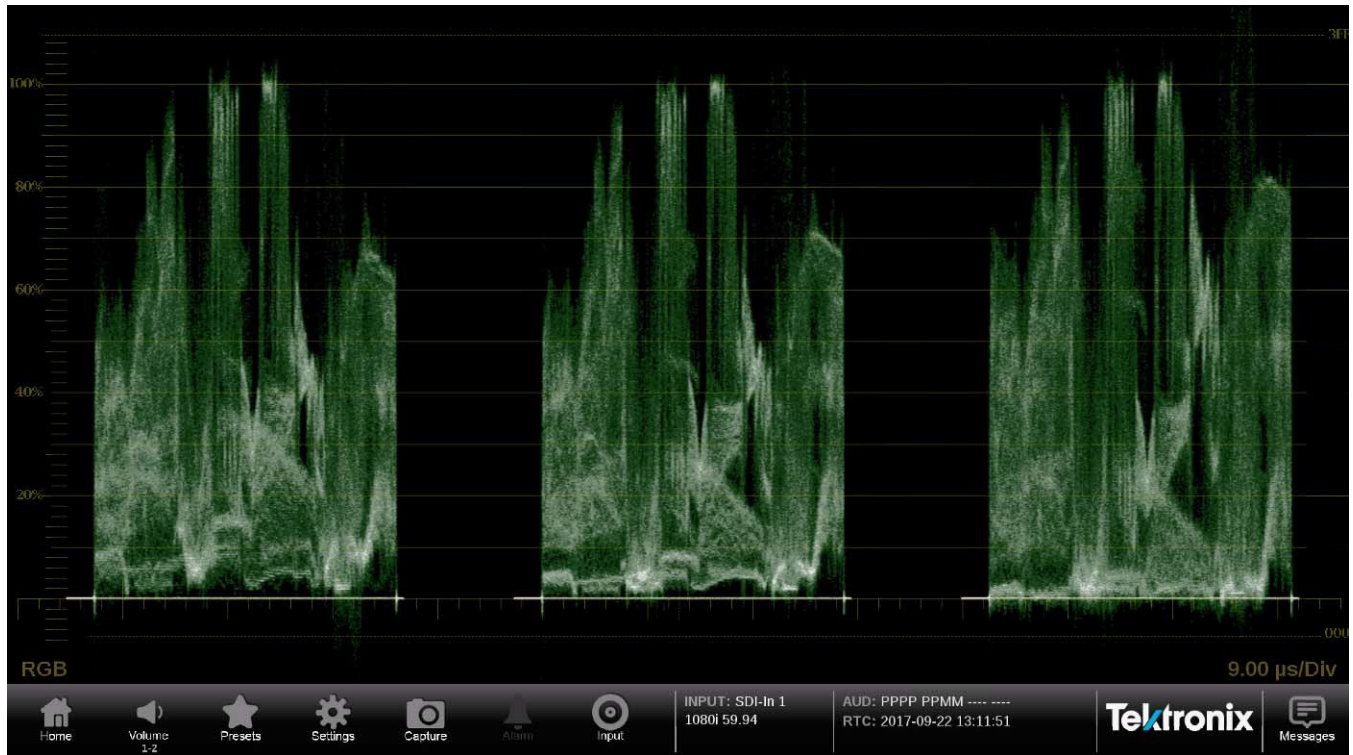 3FF
100%
80%
60%
40%
20%
000
RGB
9.00 µs/Div
Home
Volume
1-2
Presets
Settings
Capture
Alarm
Input
INPUT: SDI-In 1
1080i 59.94
AUD: PPPP PPMM ---- ----
RTC: 2017-09-22 13:11:51
Tektronix
Messages